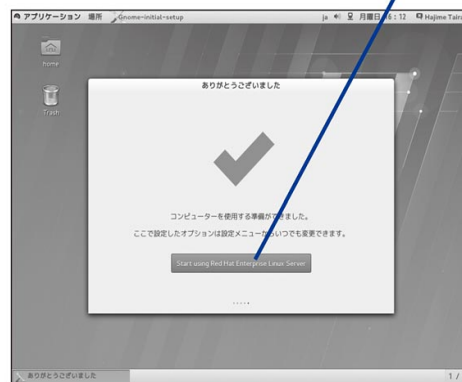 アプリケーション 場所 Gnome-initial-setup ja 月曜日 16:12 Hajime Taira
home
Trash
ありがとうございました
コンピューターを使用する準備ができました。
ここで設定したオプションは設定メニューからいつでも変更できます。
Start using Red Hat Enterprise Linux Server
ありがとうございました 1 /